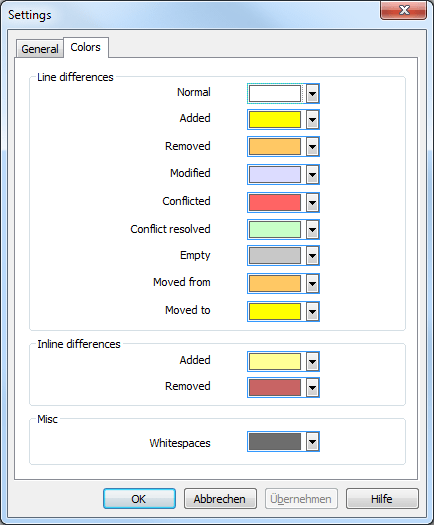 Settings
General
Colors
Line differences
Normal
Added
Removed
Modified
Conflicted
Conflict resolved
Empty
Moved from
Moved to
Inline differences
Added
Removed
Misc
Whitespaces
OK
Abbrechen
Übernehmen
Hilfe